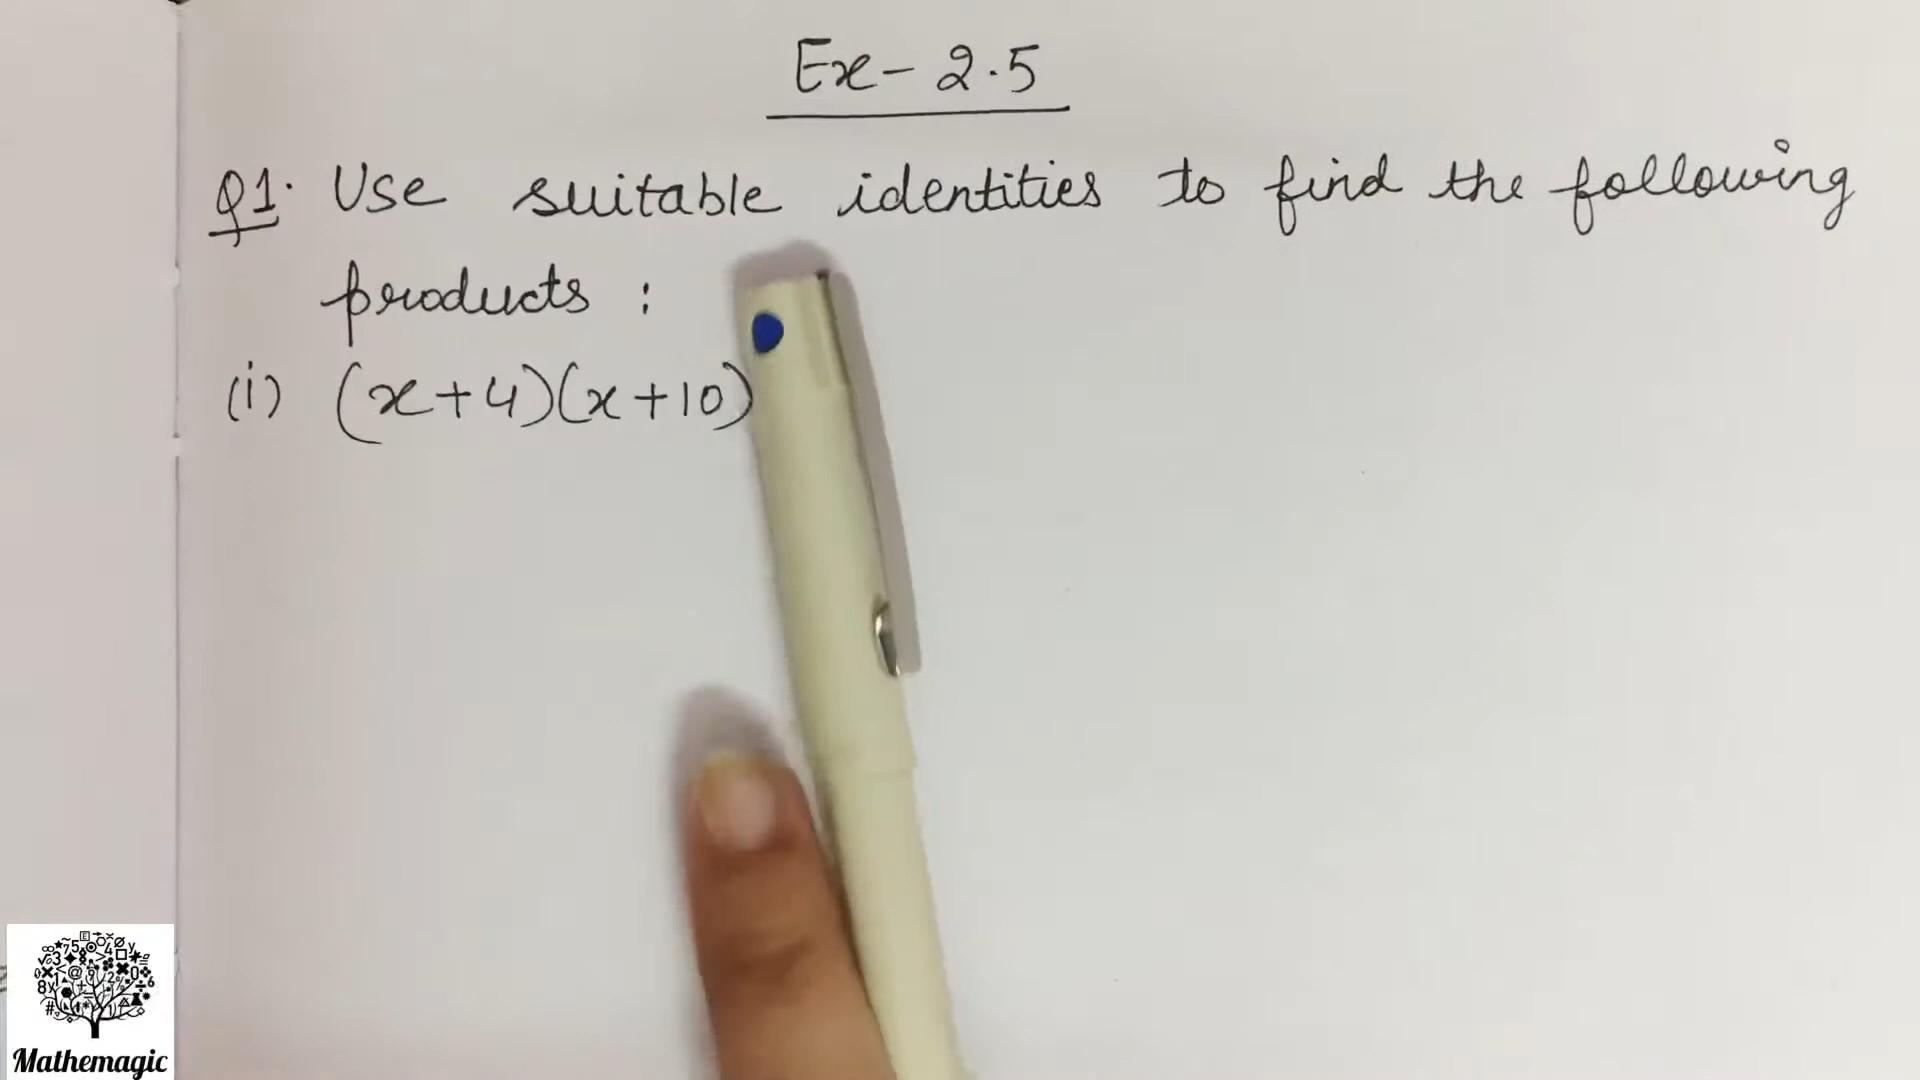 Ex- 2.5
Q1. Use suitable identities to find the following
products :
(i) (x+4)(x+10)
Mathemagic